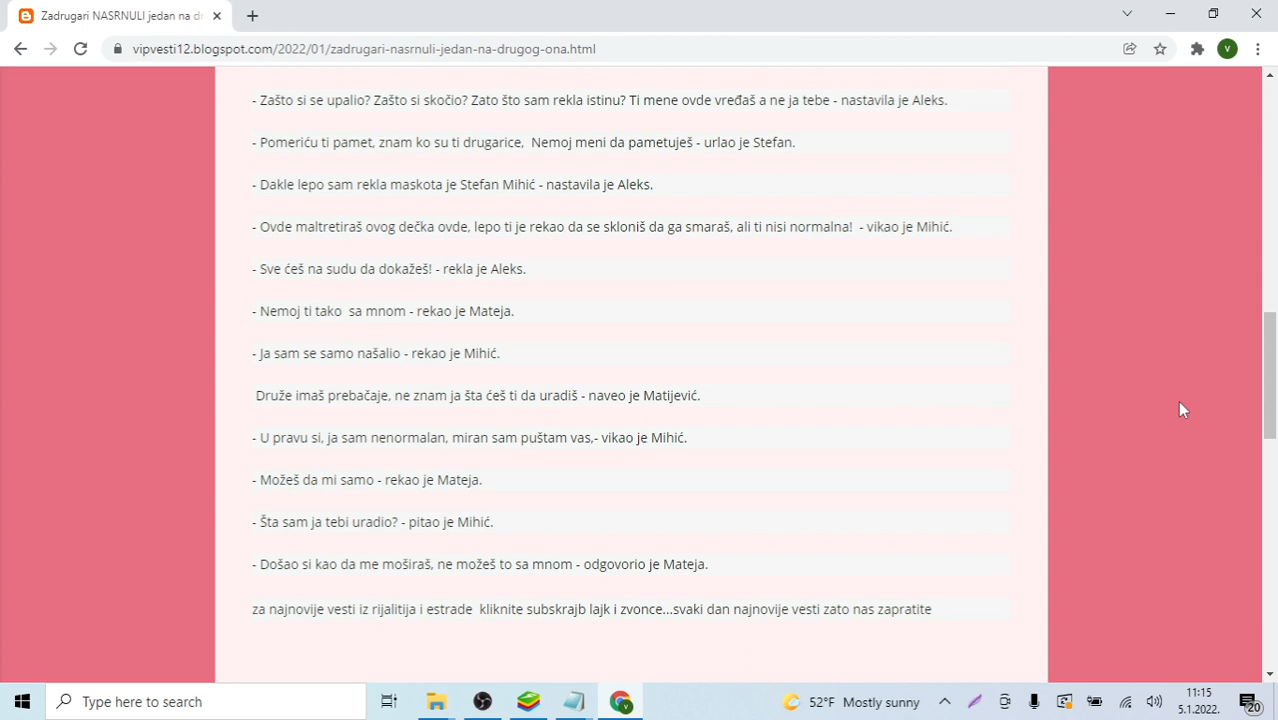 Zadrugari NASRNULI jedan na dr
vipvesti12.blogspot.com/2022/01/zadrugari-nasrnuli-jedan-na-drugog-ona.html
V
- Zašto si se upalio? Zašto si skočio? Zato što sam rekla istinu? Ti mene ovde vređaš a ne ja tebe - nastavila je Aleks.
- Pomeriću ti pamet, znam ko su ti drugarice,  Nemoj meni da pametuješ - urlao je Stefan.
- Dakle lepo sam rekla maskota je Stefan Mihić - nastavila je Aleks.
- Ovde maltretiraš ovog dečka ovde, lepo ti je rekao da se skloniš da ga smaraš, ali ti nisi normalna!  - vikao je Mihić.
- Sve ćeš na sudu da dokažeš! - rekla je Aleks.
- Nemoj ti tako  sa mnom - rekao je Mateja.
- Ja sam se samo našalio - rekao je Mihić.
Druže imaš prebačaje, ne znam ja šta ćeš ti da uradiš - naveo je Matijević.
- U pravu si, ja sam nenormalan, miran sam puštam vas,- vikao je Mihić.
- Možeš da mi samo - rekao je Mateja.
- Šta sam ja tebi uradio? - pitao je Mihić.
- Došao si kao da me moširaš, ne možeš to sa mnom - odgovorio je Mateja.
za najnovije vesti iz rijalitija i estrade  kliknite subskrajb lajk i zvonce...svaki dan najnovije vesti zato nas zapratite
Type here to search
V
52°F Mostly sunny
11:15
5.1.2022.
20